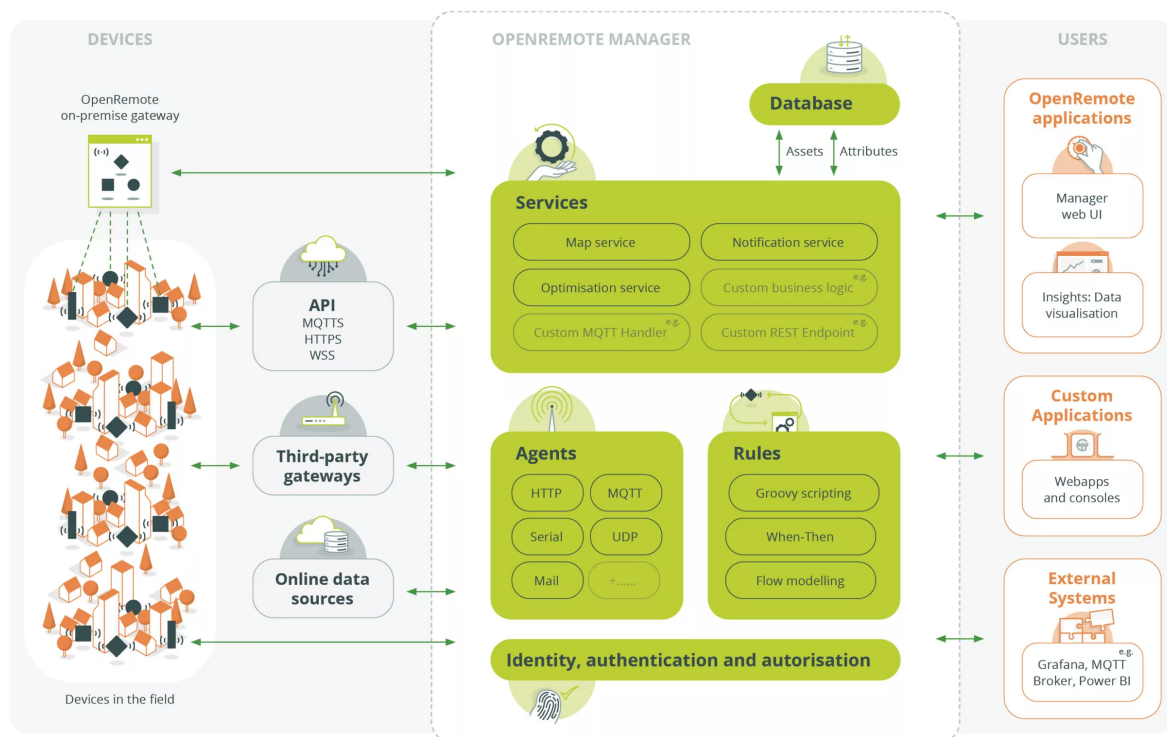 DEVICES
OpenRemote
on-premise gateway
API
MQTTS
HTTPS
WSS
Third-party
gateways
Online data
sources
Devices in the field
OPENREMOTE MANAGER
Database
Assets
Attributes
Services
Map service
Notification service
Optimisation service
e.g.
Custom business logic
e.g.
Custom MQTT Handler
e.g.
Custom REST Endpoint
Agents
HTTP
MQTT
Serial
UDP
Mail
+......
Rules
Groovy scripting
When-Then
Flow modelling
Identity, authentication and autorisation
USERS
OpenRemote
applications
Manager
web UI
Insights: Data
visualisation
Custom
Applications
Webapps
and consoles
External
Systems
e.g.
Grafana, MQTT
Broker, Power BI